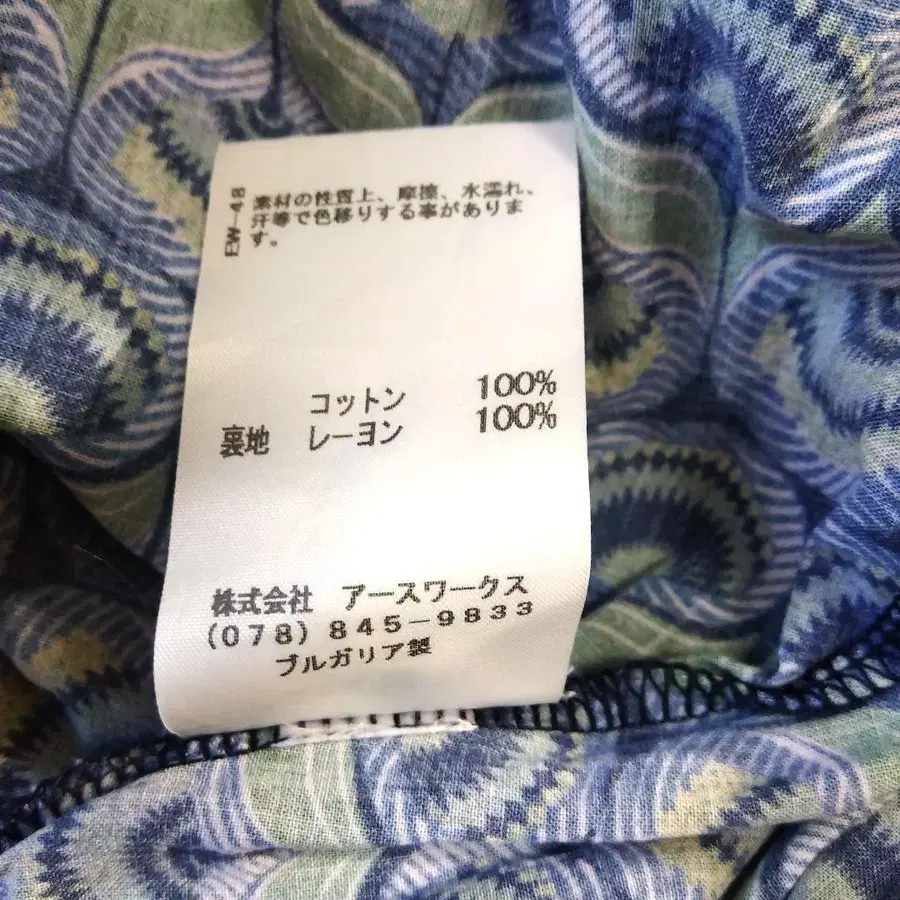 EW-48
素材の性質上、摩擦、水濡れ、
汗等で色移りする事がありま
す。
コットン 100%
裏地 レーヨン 100%
株式会社 アースワークス
(078) 845-9833
ブルガリア製